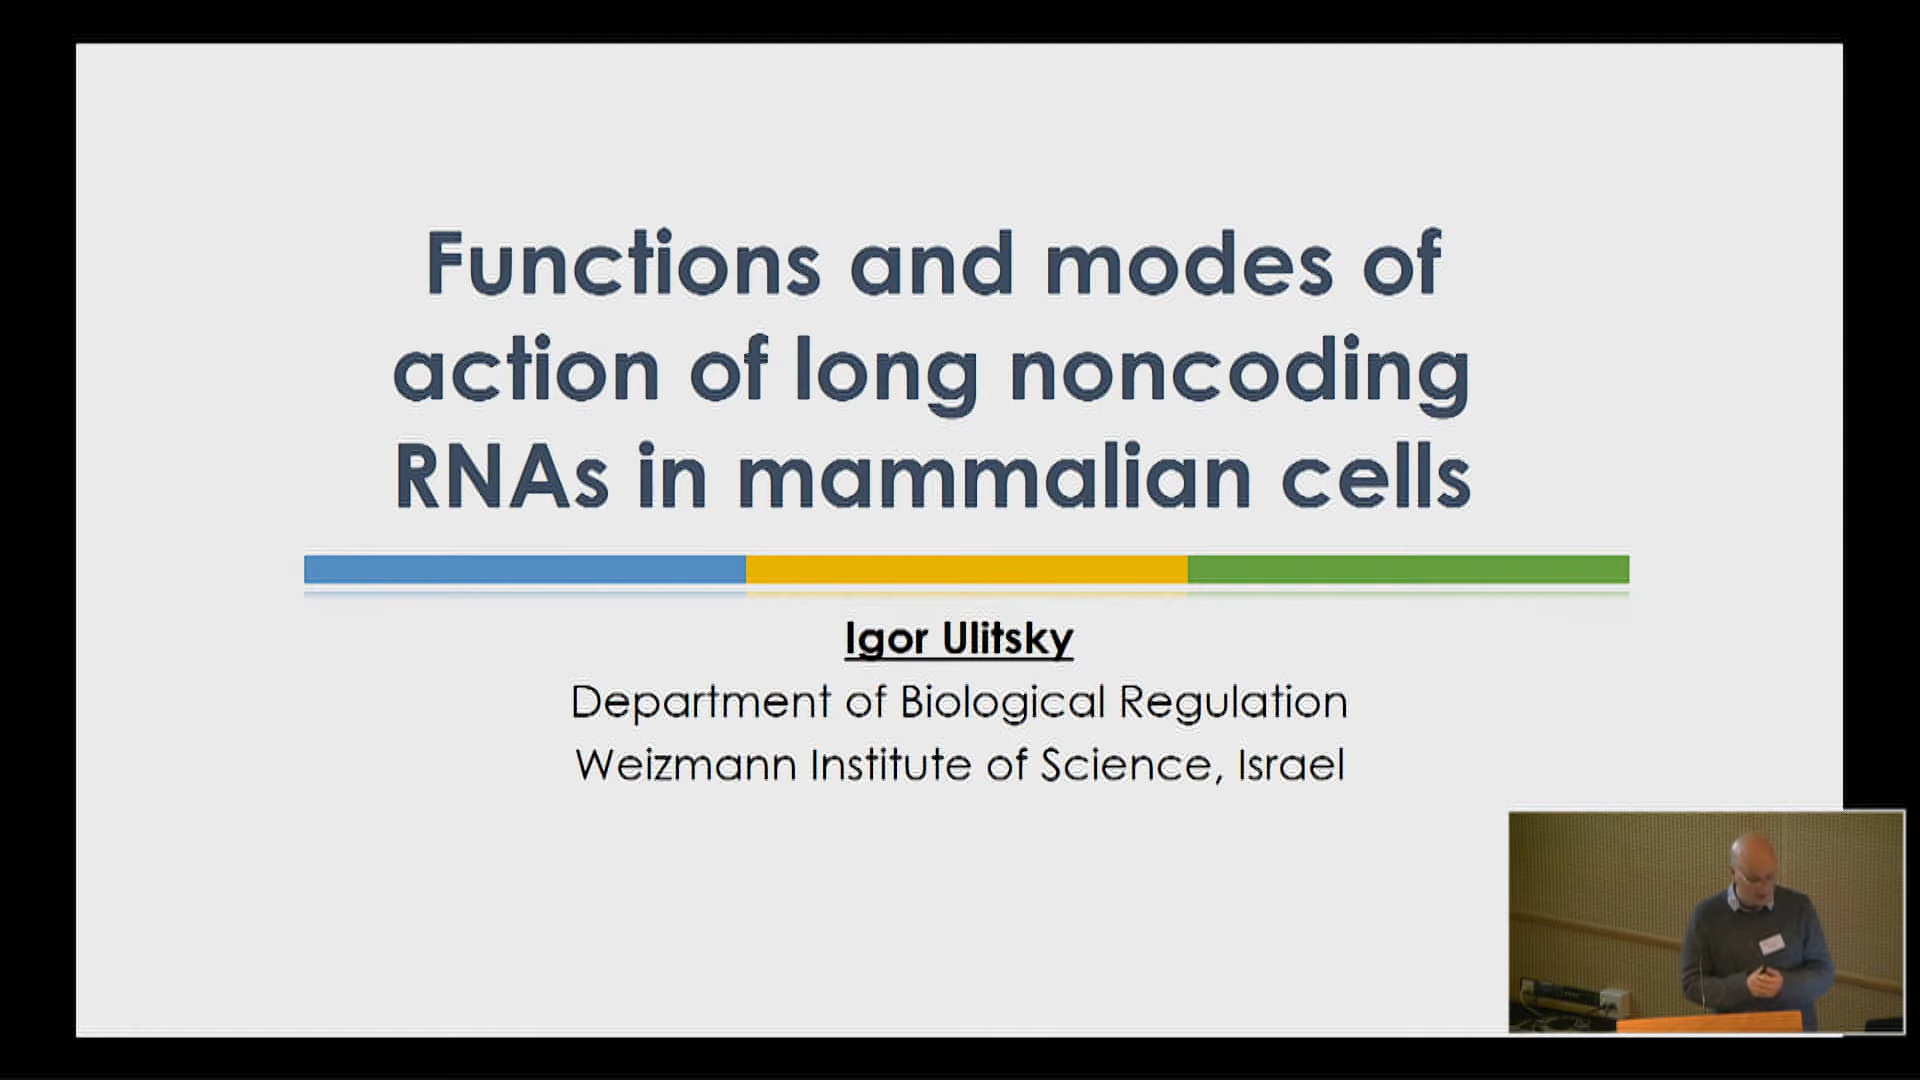 Functions and modes of
action of long noncoding
RNAs in mammalian cells
Igor Ulitsky
Department of Biological Regulation
Weizmann Institute of Science, Israel